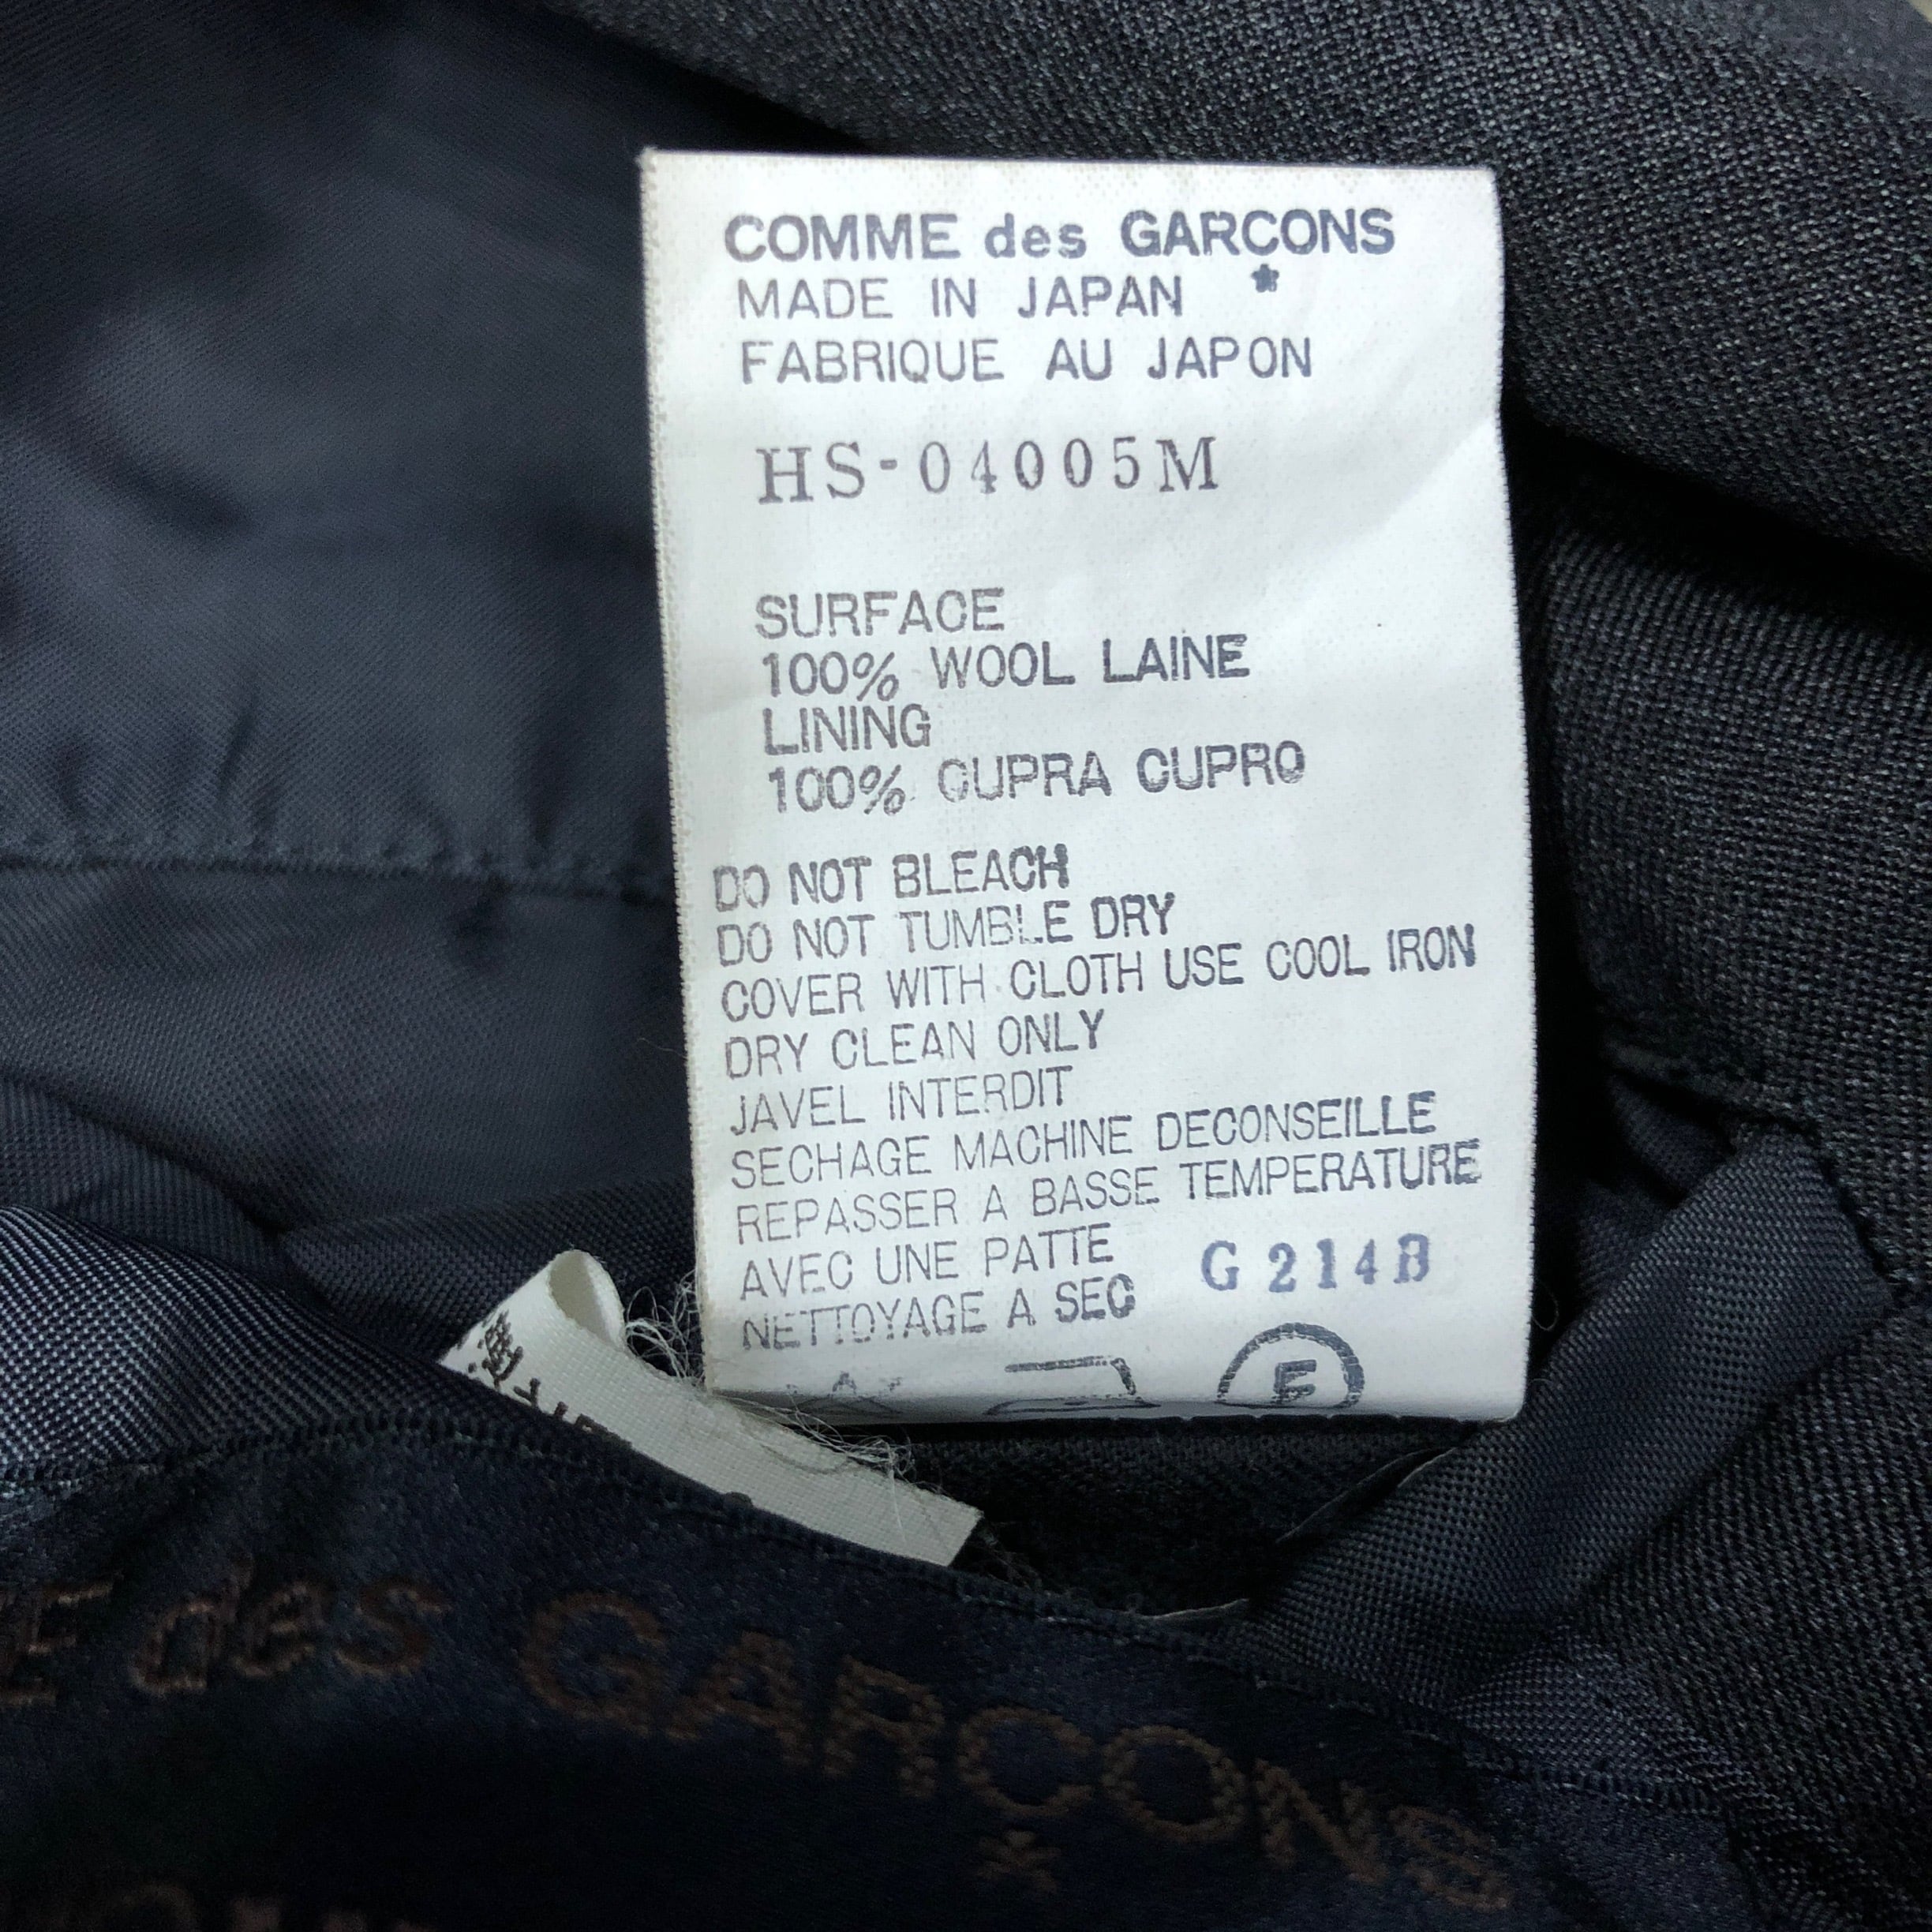 COMME des GARCONS
*
MADE IN JAPAN
FABRIQUE AU JAPON
HS-04005M
SURFACE
100% WOOL LAINE
LINING
100% CUPRA CUPRO
DO NOT BLEACH
DO NOT TUMBLE DRY
COVER WITH CLOTH USE COOL IRON
DRY CLEAN ONLY
JAVEL INTERDIT
SECHAGE MACHINE DECONSEILLE
REPASSER A BASSE TEMPERATURE
AVEC UNE PATTE
G214B
NETTOYAGE A SEC
F
des GARCONS
*